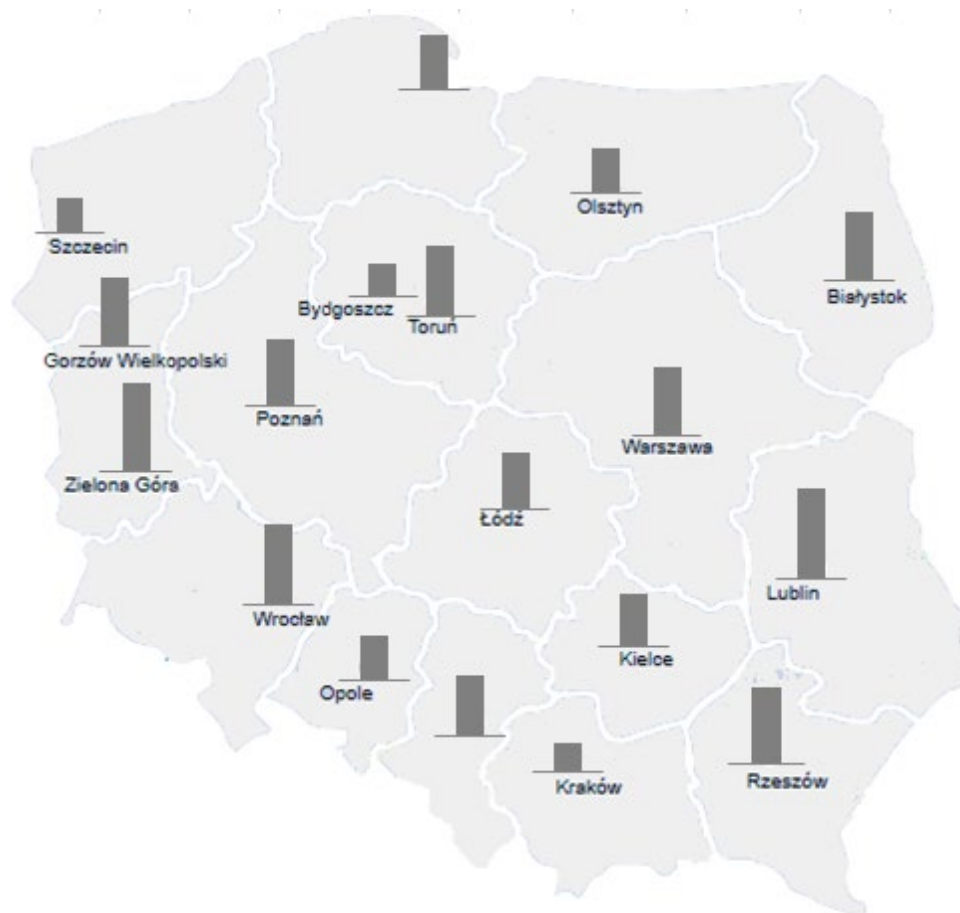 Olsztyn
Szczecin
Białystok
Bydgoszcz
Toruń
Gorzów Wielkopolski
Poznań
Warszawa
Zielona Góra
Łódź
Lublin
Wrocław
Kielce
Opole
Rzeszów
Kraków